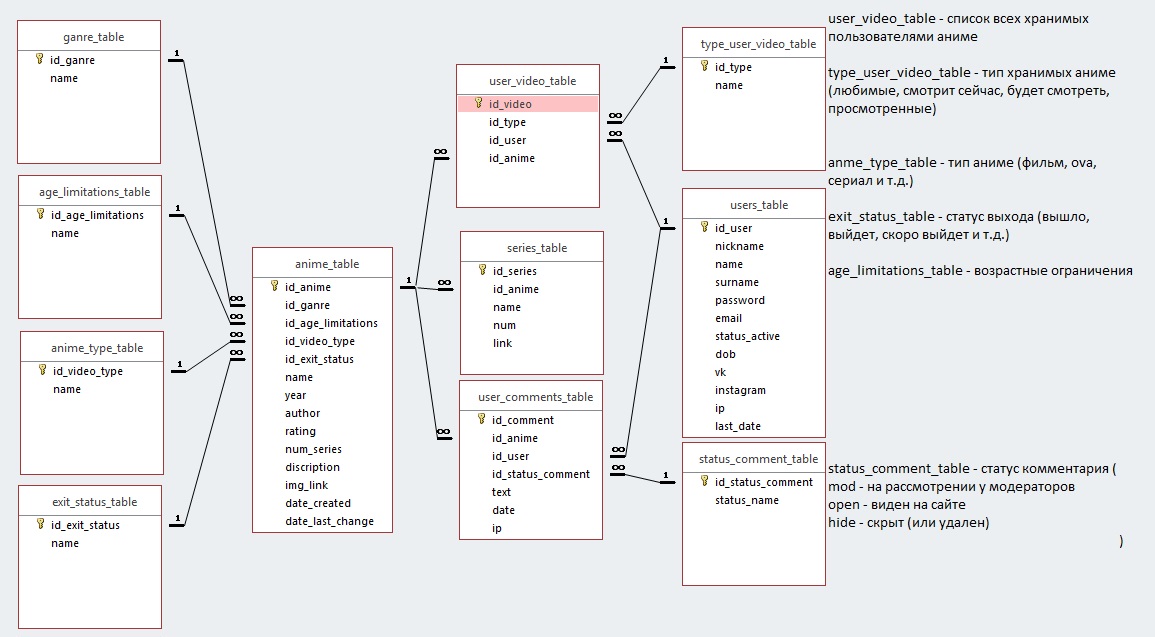 ganre_table
id_ganre
name
age_limitations_table
id_age_limitations
name
anime_type_table
id_video_type
name
exit_status_table
id_exit_status
name
1
1
1
1
∞
∞
∞
∞
anime_table
id_anime
id_ganre
id_age_limitations
id_video_type
id_exit_status
name
year
author
rating
num_series
discription
img_link
date_created
date_last_change
1
∞
∞
∞
user_video_table
id_video
id_type
id_user
id_anime
series_table
id_series
id_anime
name
num
link
user_comments_table
id_comment
id_anime
id_user
id_status_comment
text
date
ip
∞
∞
∞
∞
1
1
1
type_user_video_table
id_type
name
users_table
id_user
nickname
name
surname
password
email
status_active
dob
vk
instagram
ip
last_date
status_comment_table
id_status_comment
status_name
user_video_table - список всех хранимых
пользователями аниме
type_user_video_table - тип хранимых аниме
(любимые, смотрит сейчас, будет смотреть,
просмотренные)
anme_type_table - тип аниме (фильм, ova,
сериал и т.д.)
exit_status_table - статус выхода (вышло,
выйдет, скоро выйдет и т.д.)
age_limitations_table - возрастные ограничения
status_comment_table - статус комментария (
mod - на рассмотрении у модераторов
open - виден на сайте
hide - скрыт (или удален)
)